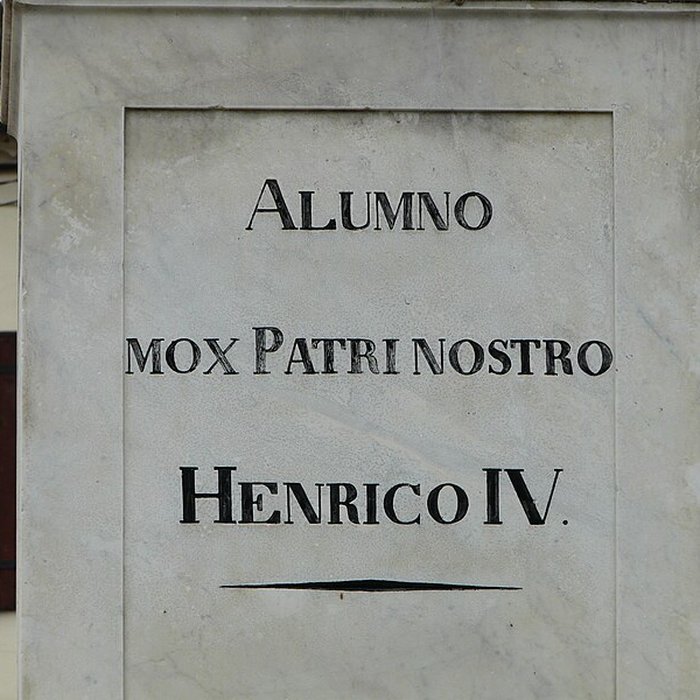 ALUMNO
MOX PATRI NOSTRO
HENRICO IV.